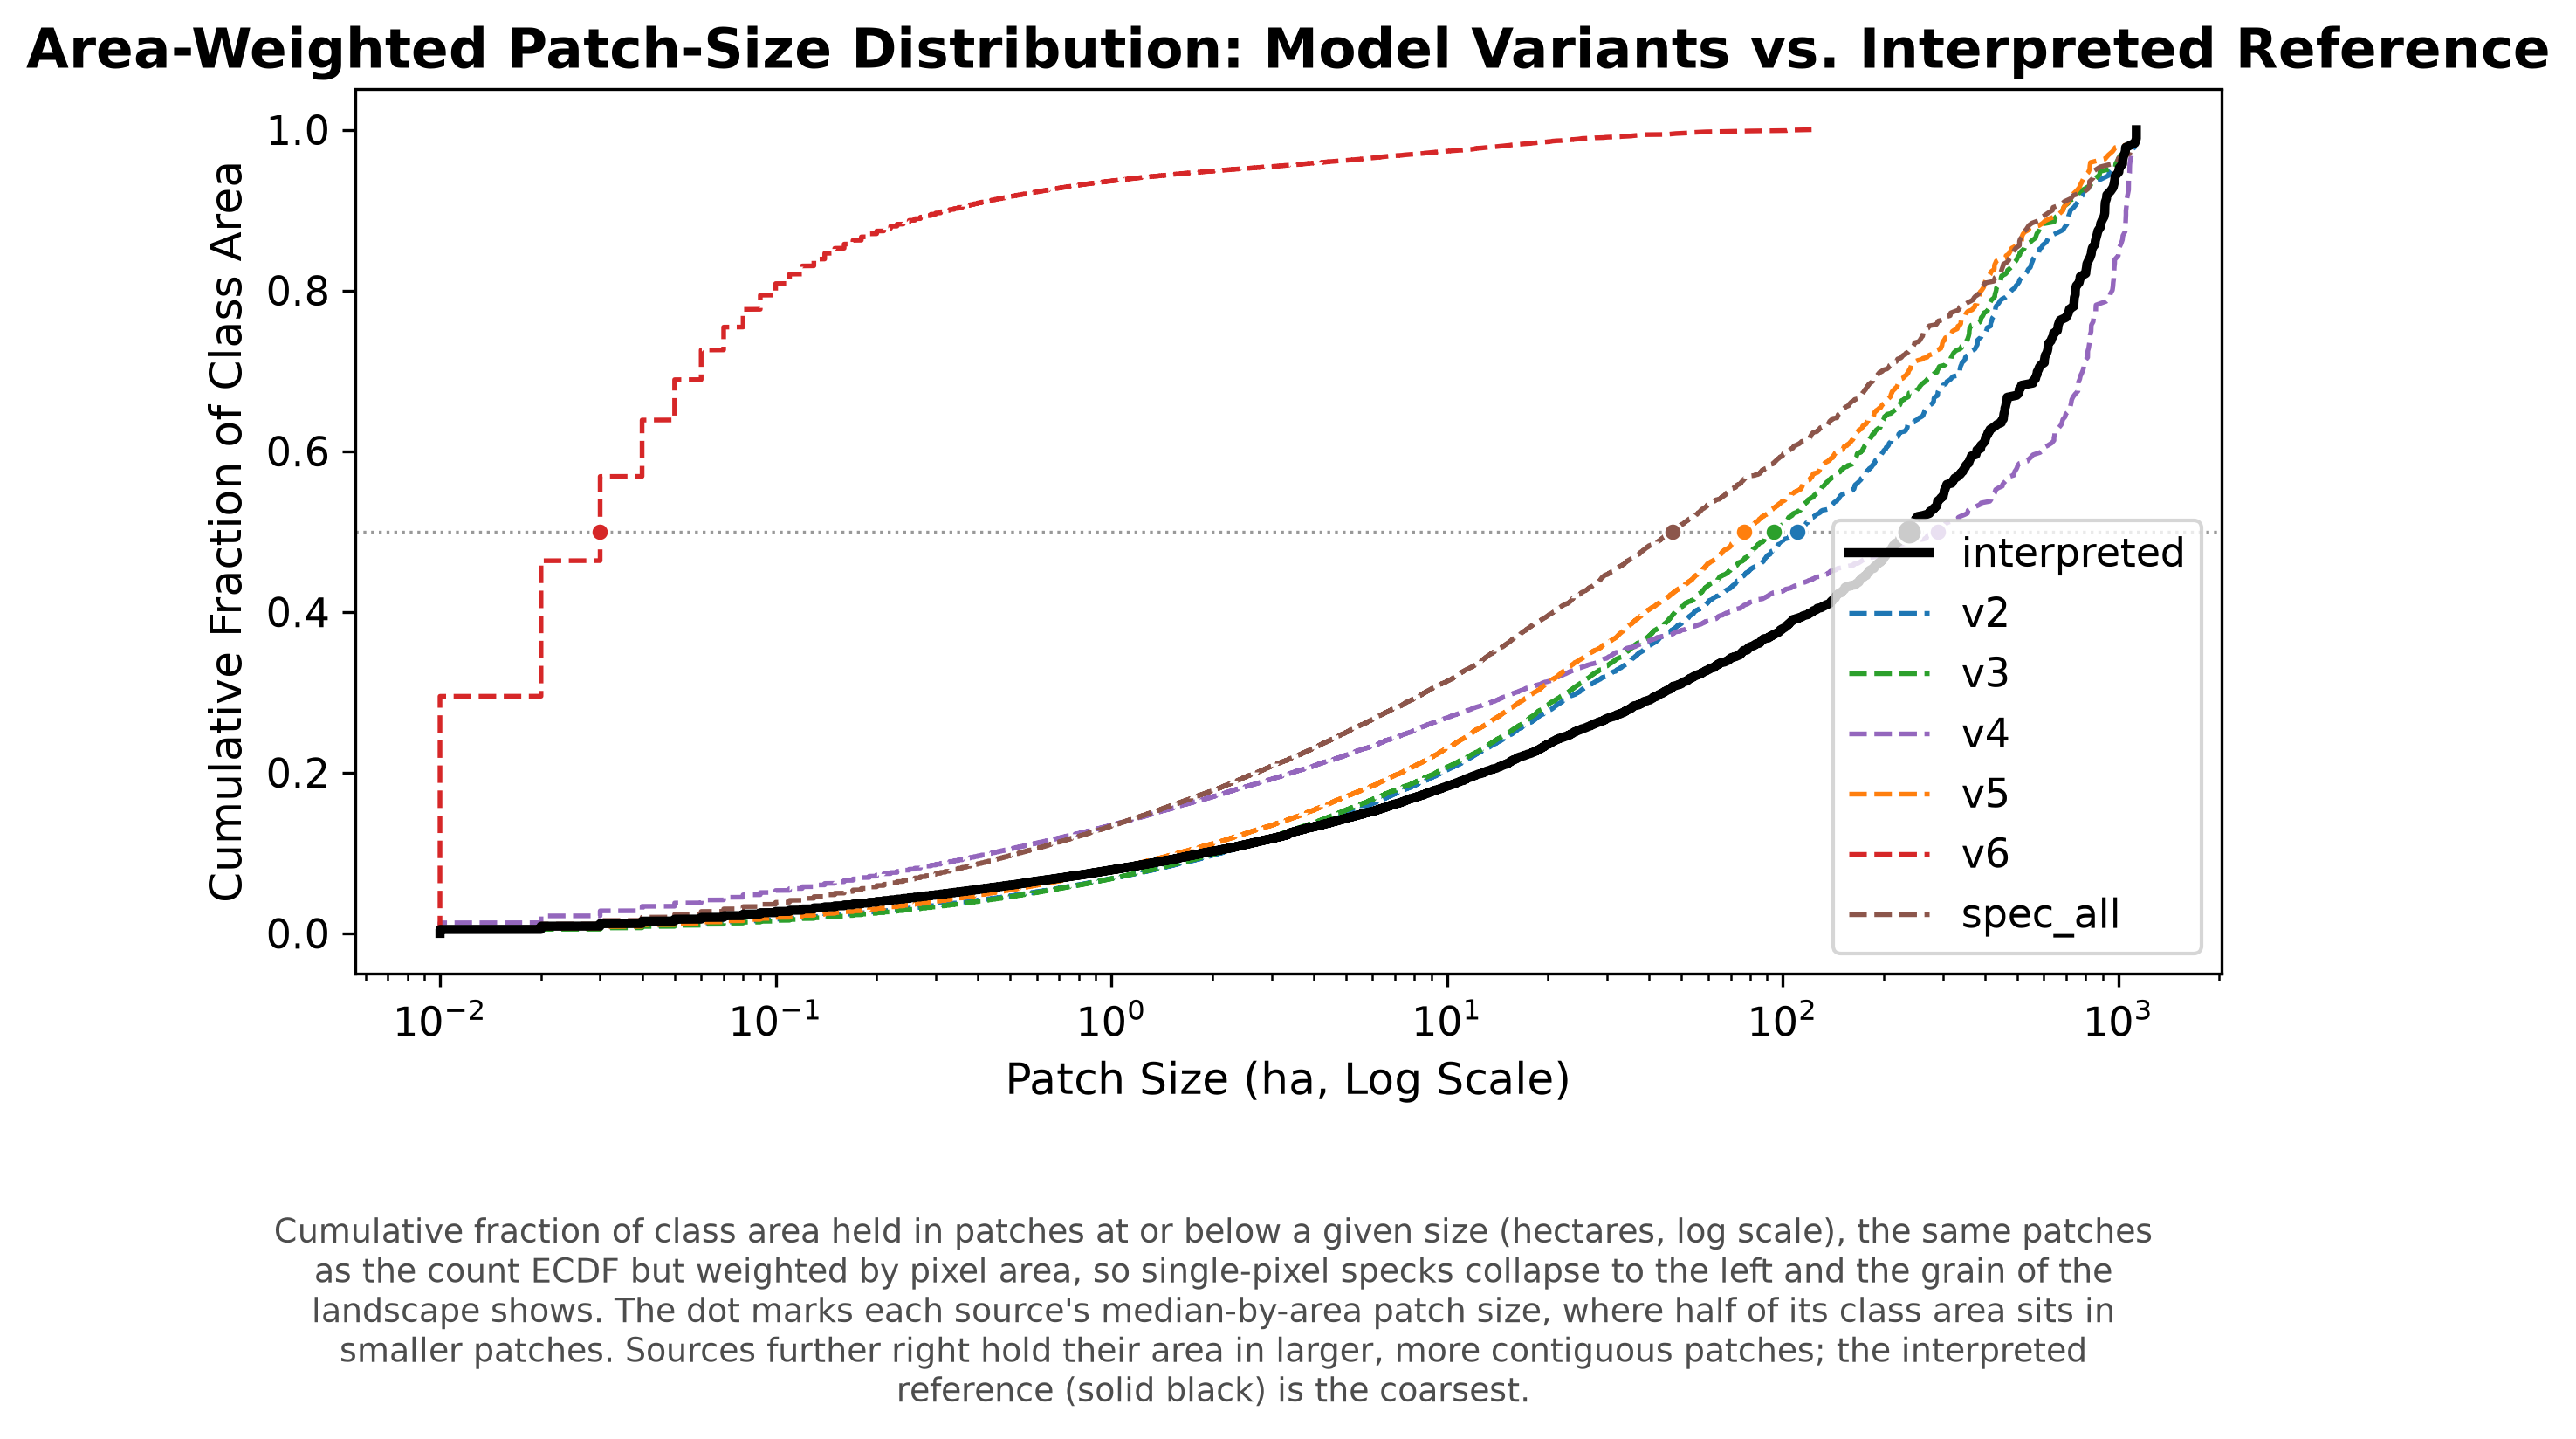 Area-Weighted Patch-Size Distribution: Model Variants vs. Interpreted Reference
Cumulative Fraction of Class Area
1.0
0.8
0.6
0.4
0.2
0.0
interpreted
v2
v3
v4
v5
v6
spec_all
10⁻² 10⁻¹ 10⁰ 10¹ 10² 10³
Patch Size (ha, Log Scale)
Cumulative fraction of class area held in patches at or below a given size (hectares, log scale), the same patches
as the count ECDF but weighted by pixel area, so single-pixel specks collapse to the left and the grain of the
landscape shows. The dot marks each source's median-by-area patch size, where half of its class area sits in
smaller patches. Sources further right hold their area in larger, more contiguous patches; the interpreted
reference (solid black) is the coarsest.